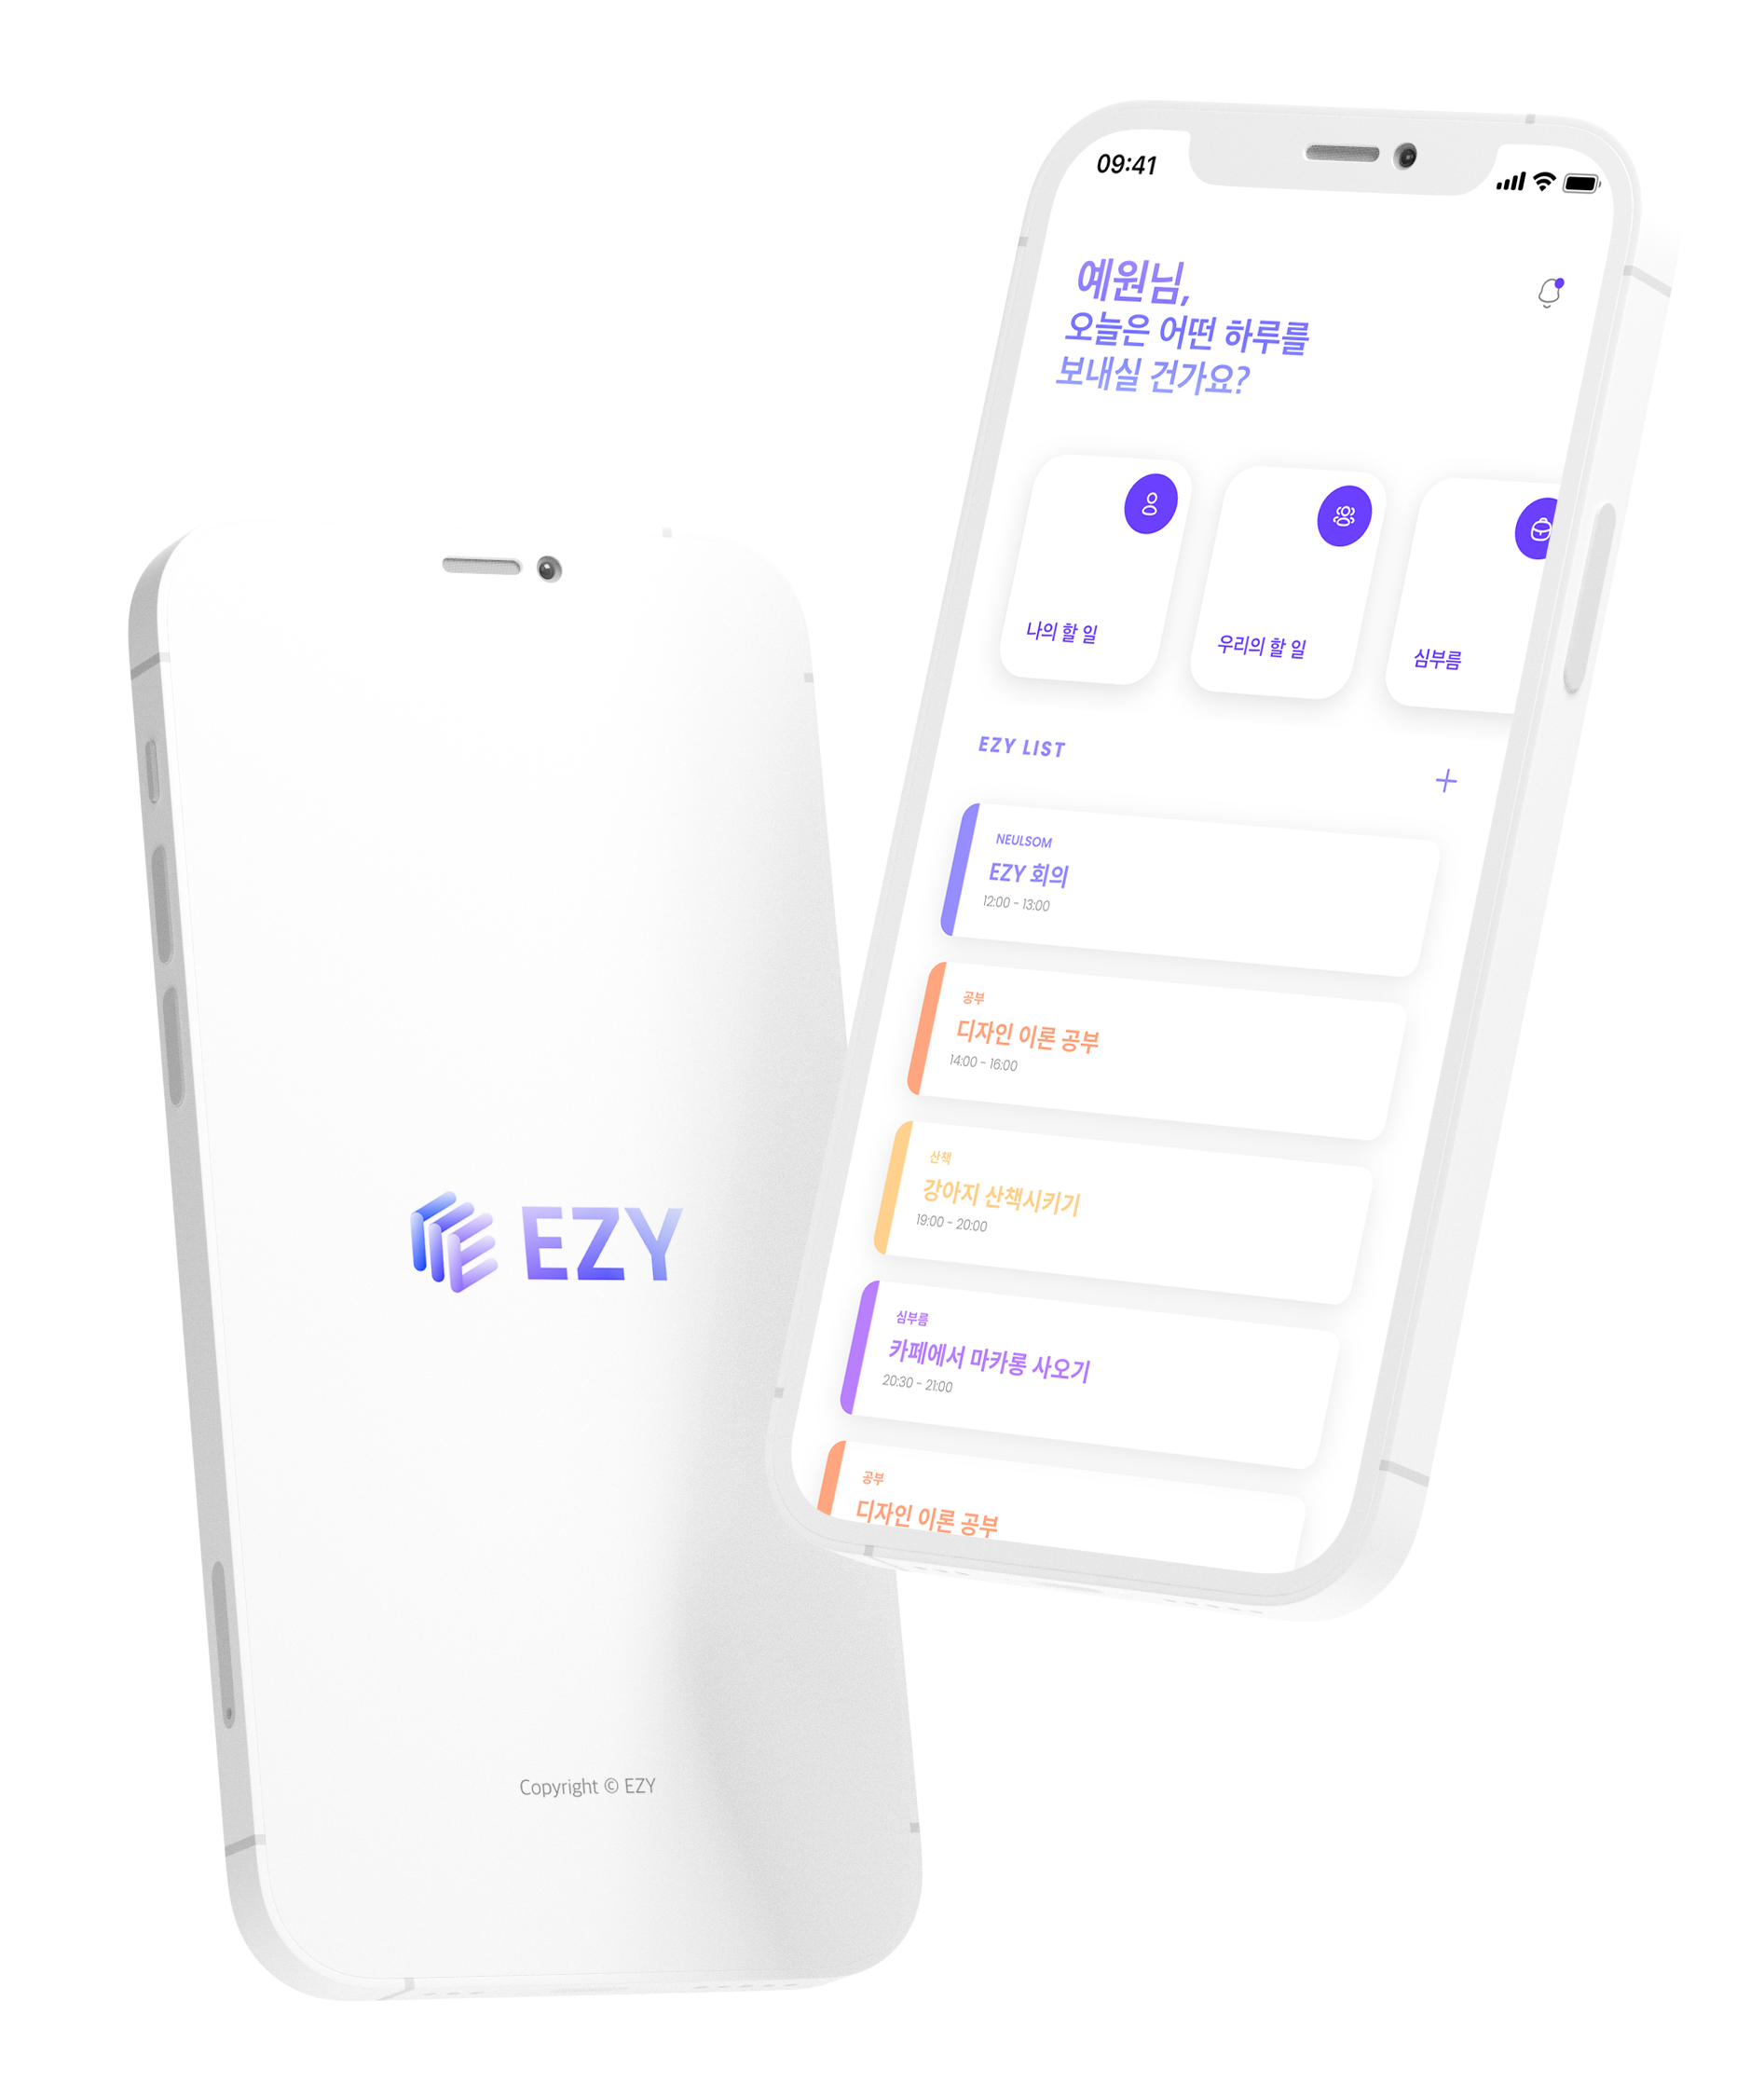 EZY
Copyright © EZY
09:41
예원님,
오늘은 어떤 하루를
보내실 건가요?
나의 할 일
우리의 할 일
심부름
EZY LIST
NEULSOM
EZY 회의
12:00 - 13:00
공부
디자인 이론 공부
14:00 - 16:00
산책
강아지 산책시키기
19:00 - 20:00
심부름
카페에서 마카롱 사오기
20:30 - 21:00
공부
디자인 이론 공부